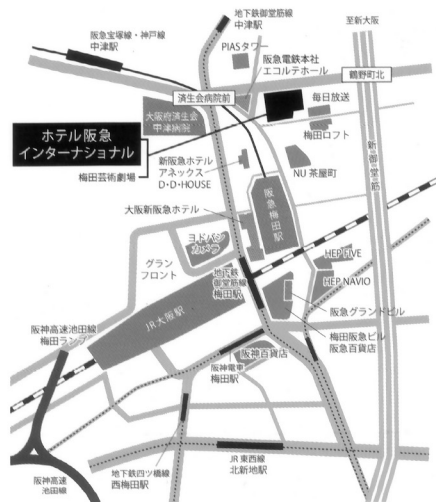 地下鉄御堂筋線
中津駅
至新大阪
阪急宝塚線・神戸線
中津駅
PIASタワー
阪急電鉄本社
エコルテホール
鶴野町北
済生会病院前
毎日放送
大阪府済生会
中津病院
梅田ロフト
ホテル阪急
インターナショナル
梅田芸術劇場
新阪急ホテル
アネックス
D・D・HOUSE
NU 茶屋町
新御堂筋
阪急梅田駅
大阪新阪急ホテル
ヨドバシ
カメラ
グラン
フロント
地下鉄
御堂筋線
梅田駅
HEP FIVE
HEP NAVIO
JR大阪駅
阪急グランドビル
阪神高速池田線
梅田ランプ
梅田阪急ビル
阪急百貨店
阪神百貨店
阪神電車
梅田駅
JR東西線
北新地駅
地下鉄四ツ橋線
西梅田駅
阪神高速
池田線